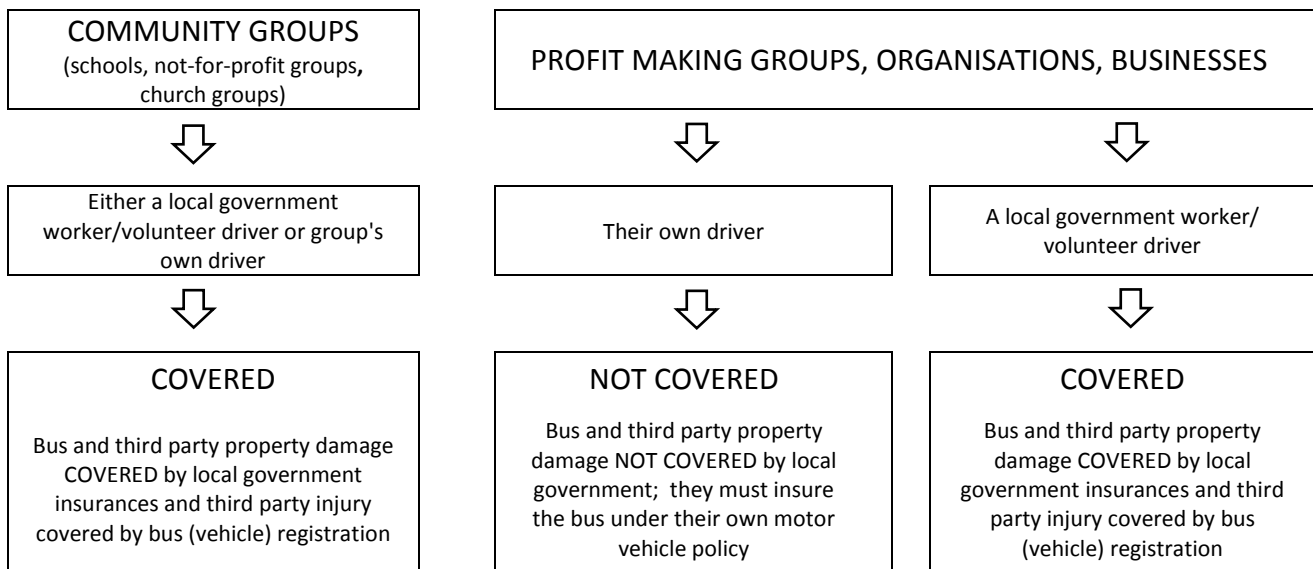 COMMUNITY GROUPS
(schools, not-for-profit groups,
church groups)
PROFIT MAKING GROUPS, ORGANISATIONS, BUSINESSES
Either a local government
worker/volunteer driver or group's
own driver
Their own driver
A local government worker/
volunteer driver
COVERED
Bus and third party property damage
COVERED by local government
insurances and third party injury
covered by bus (vehicle) registration
NOT COVERED
Bus and third party property
damage NOT COVERED by local
government;  they must insure
the bus under their own motor
vehicle policy
COVERED
Bus and third party property
damage COVERED by local
government insurances and third
party injury covered by bus
(vehicle) registration